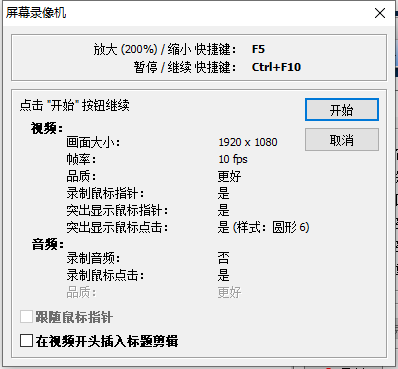 屏幕录像机
放大 (200%) / 缩小 快捷键： F5
暂停 / 继续 快捷键： Ctrl+F10
点击 "开始" 按钮继续
开始
取消
视频：
画面大小： 1920 x 1080
帧率： 10 fps
品质： 更好
录制鼠标指针： 是
突出显示鼠标指针： 是
突出显示鼠标点击： 是 (样式：圆形 6)
音频：
录制音频： 否
录制鼠标点击： 是
品质： 更好
跟随鼠标指针
在视频开头插入标题剪辑